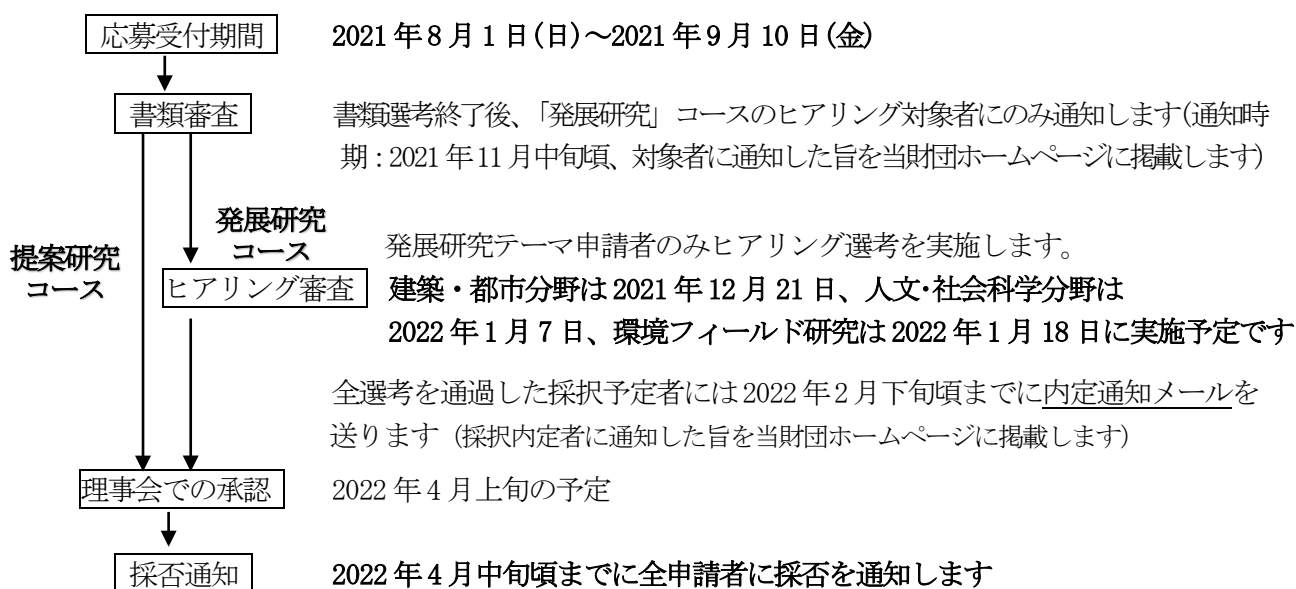 応募受付期間
2021年8月1日(日)～2021年9月10日(金)
書類審査
書類選考終了後、「発展研究」コースのヒアリング対象者にのみ通知します(通知時
期：2021年11月中旬頃、対象者に通知した旨を当財団ホームページに掲載します)
提案研究
コース
発展研究
コース
発展研究テーマ申請者のみヒアリング選考を実施します。
ヒアリング審査
建築・都市分野は2021年12月21日、人文・社会科学分野は
2022年1月7日、環境フィールド研究は2022年1月18日に実施予定です
全選考を通過した採択予定者には2022年2月下旬頃までに内定通知メールを
送ります（採択内定者に通知した旨を当財団ホームページに掲載します）
理事会での承認
2022年4月上旬の予定
採否通知
2022年4月中旬頃までに全申請者に採否を通知します